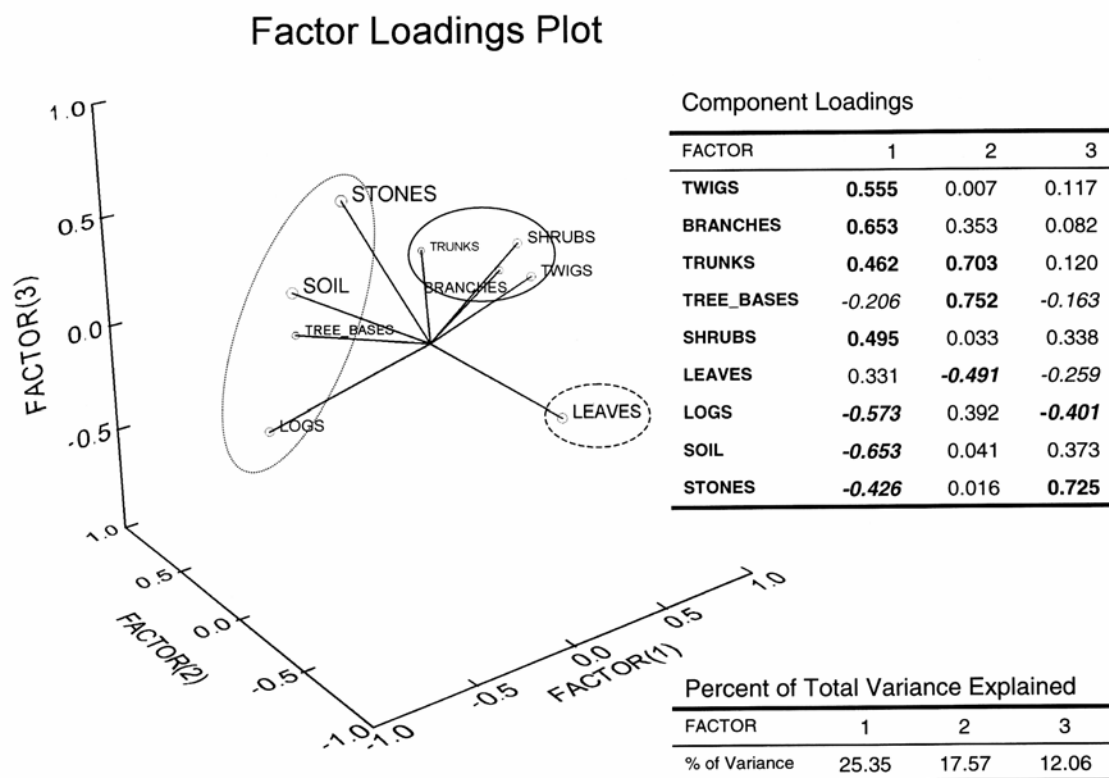 Factor Loadings Plot
1.0
0.5
0.0
-0.5
FACTOR(3)
STONES
TRUNKS
SHRUBS
BRANCHES
TWIGS
SOIL
TREE_BASES
LOGS
LEAVES
1.0
0.5
0.0
-0.5
-1.0
FACTOR(2)
-1.0
-0.5
0.0
0.5
1.0
FACTOR(1)
Component Loadings
FACTOR 1 2 3
TWIGS 0.555 0.007 0.117
BRANCHES 0.653 0.353 0.082
TRUNKS 0.462 0.703 0.120
TREE_BASES -0.206 0.752 -0.163
SHRUBS 0.495 0.033 0.338
LEAVES 0.331 -0.491 -0.259
LOGS -0.573 0.392 -0.401
SOIL -0.653 0.041 0.373
STONES -0.426 0.016 0.725
Percent of Total Variance Explained
FACTOR 1 2 3
% of Variance 25.35 17.57 12.06